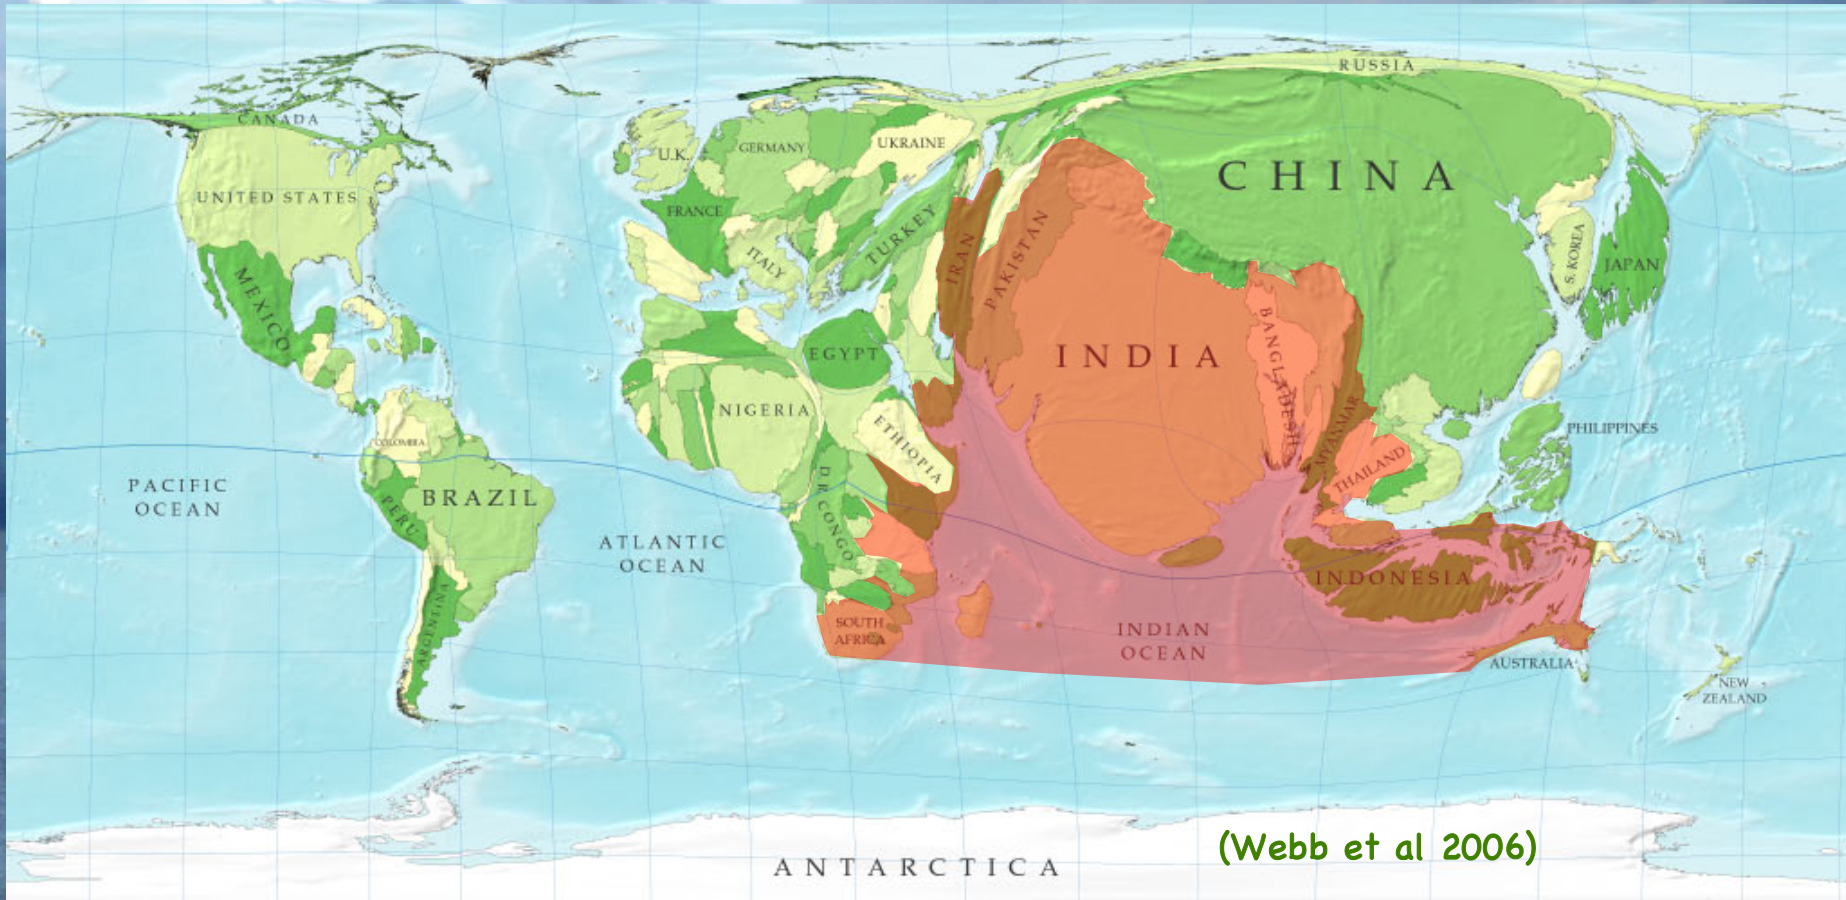 RUSSIA
CANADA
U.K.
GERMANY
UKRAINE
CHINA
UNITED STATES
FRANCE
ITALY
TURKEY
IRAN
PAKISTAN
S. KOREA
JAPAN
MEXICO
EGYPT
INDIA
BANGLADESH
NIGERIA
ETHIOPIA
MYANMAR
THAILAND
PHILIPPINES
COLOMBIA
PACIFIC
OCEAN
BRAZIL
PERU
D.R. CONGO
ATLANTIC
OCEAN
INDONESIA
ARGENTINA
SOUTH
AFRICA
INDIAN
OCEAN
AUSTRALIA
NEW
ZEALAND
(Webb et al 2006)
ANTARCTICA